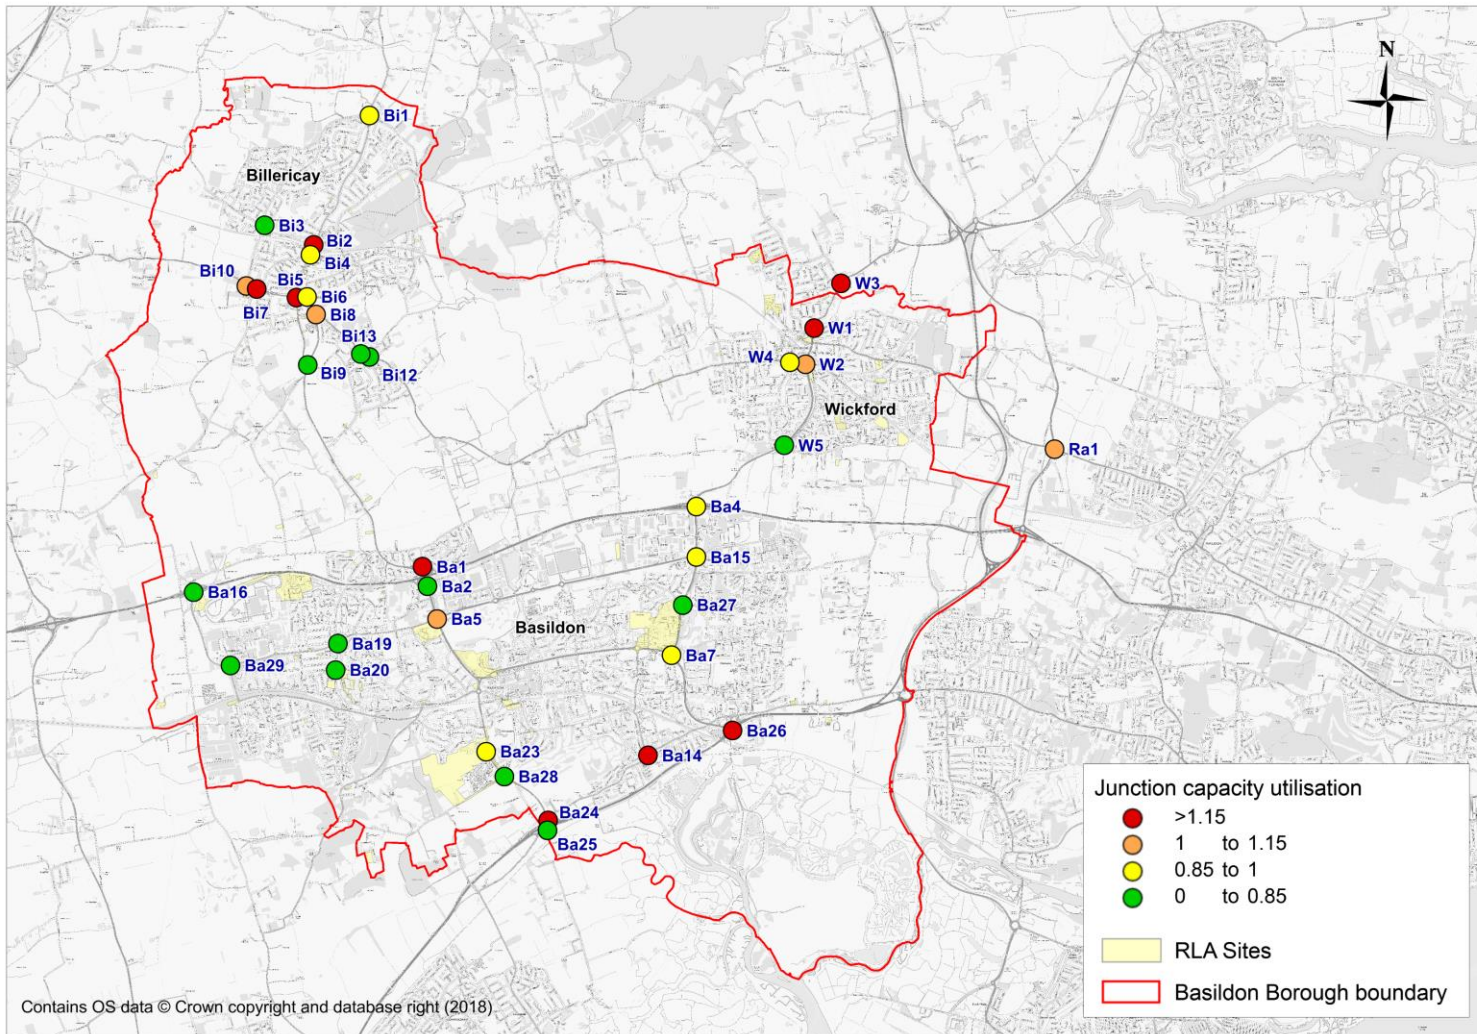 N
Bi1
Billericay
Bi3
Bi2
Bi4
Bi10
Bi5
Bi6
Bi7
Bi8
Bi13
Bi9
Bi12
W3
W1
W4
W2
Wickford
W5
Ra1
Ba4
Ba15
Ba1
Ba2
Ba16
Ba27
Ba5
Basildon
Ba19
Ba7
Ba29
Ba20
Ba26
Ba23
Ba14
Ba28
Ba24
Ba25
Junction capacity utilisation
>1.15
1 to 1.15
0.85 to 1
0 to 0.85
RLA Sites
Basildon Borough boundary
Contains OS data © Crown copyright and database right (2018)